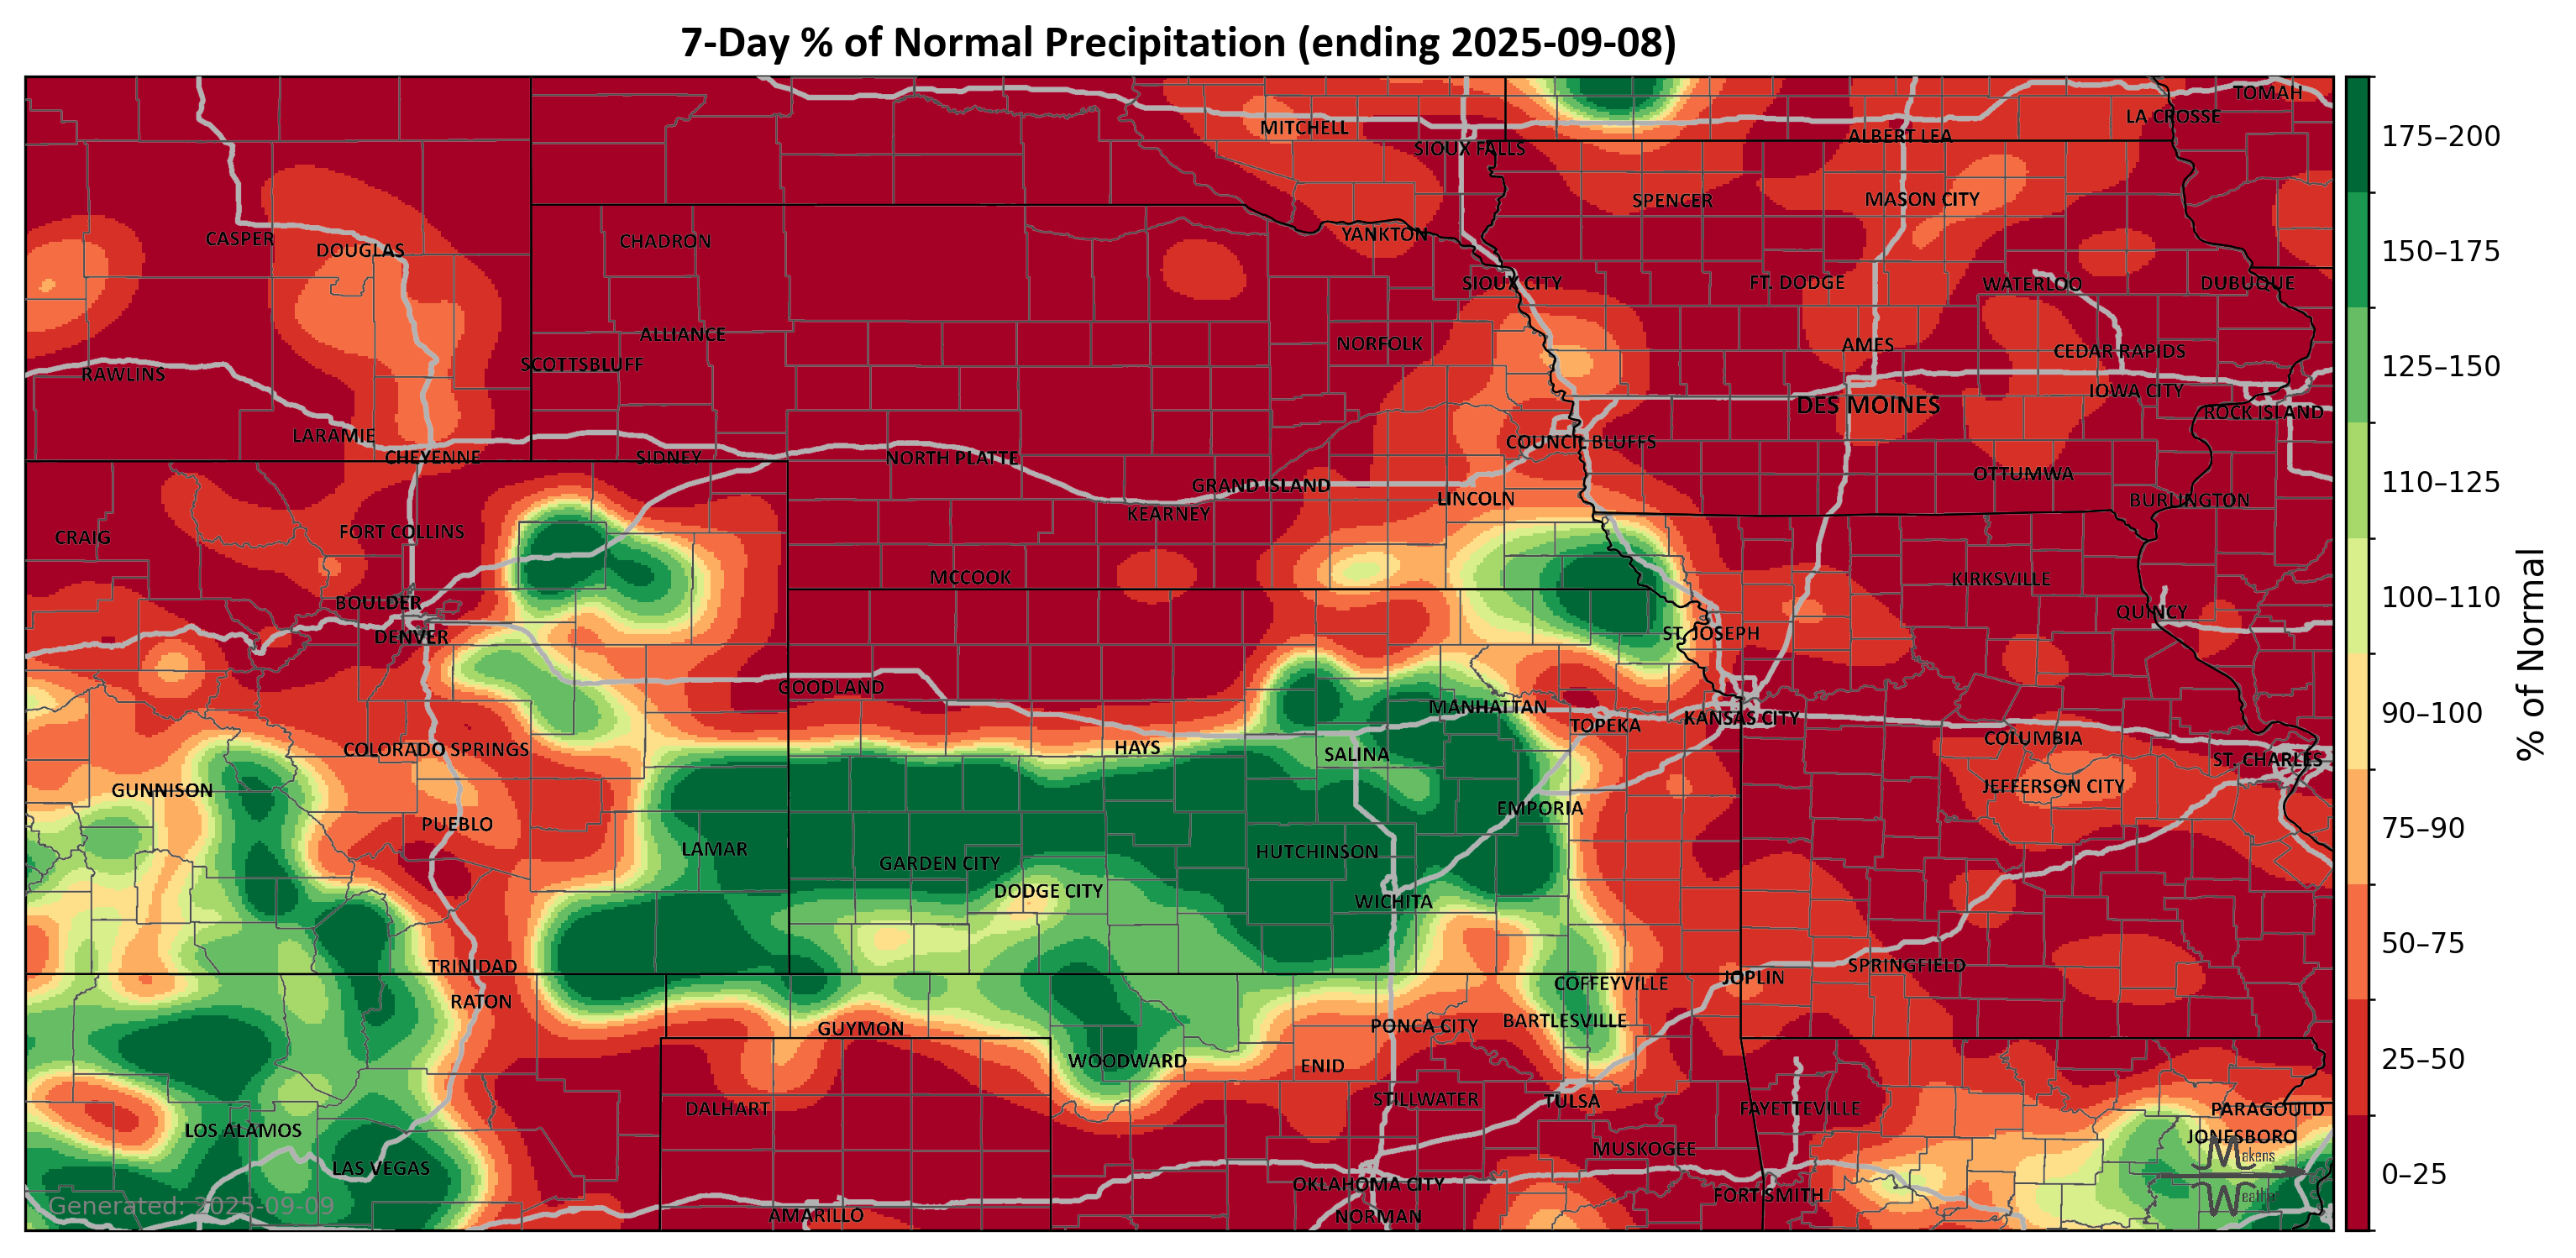 7-Day % of Normal Precipitation (ending 2025-09-08)
TOMAH
LA CROSSE
MITCHELL
ALBERT LEA
SIOUX FALLS
SPENCER
MASON CITY
CASPER
DOUGLAS
CHADRON
YANKTON
SIOUX CITY
FT. DODGE
WATERLOO
DUBUQUE
ALLIANCE
NORFOLK
AMES
CEDAR RAPIDS
SCOTTSBLUFF
RAWLINS
IOWA CITY
DES MOINES
ROCK ISLAND
LARAMIE
COUNCIL BLUFFS
CHEYENNE
SIDNEY
NORTH PLATTE
OTTUMWA
GRAND ISLAND
LINCOLN
BURLINGTON
KEARNEY
CRAIG
FORT COLLINS
MCCOOK
KIRKSVILLE
BOULDER
QUINCY
DENVER
ST. JOSEPH
GOODLAND
MANHATTAN
TOPEKA
KANSAS CITY
COLUMBIA
COLORADO SPRINGS
HAYS
SALINA
ST. CHARLES
GUNNISON
JEFFERSON CITY
EMPORIA
PUEBLO
LAMAR
GARDEN CITY
HUTCHINSON
DODGE CITY
WICHITA
TRINIDAD
SPRINGFIELD
JOPLIN
COFFEYVILLE
RATON
GUYMON
PONCA CITY
BARTLESVILLE
WOODWARD
ENID
STILLWATER
TULSA
DALHART
FAYETTEVILLE
PARAGOULD
LOS ALAMOS
JONESBORO
MUSKOGEE
Makens
LAS VEGAS
OKLAHOMA CITY
FORT SMITH
Generated: 2025-09-09
AMARILLO
NORMAN
175–200
150–175
125–150
110–125
100–110
90–100
75–90
50–75
25–50
0–25
% of Normal